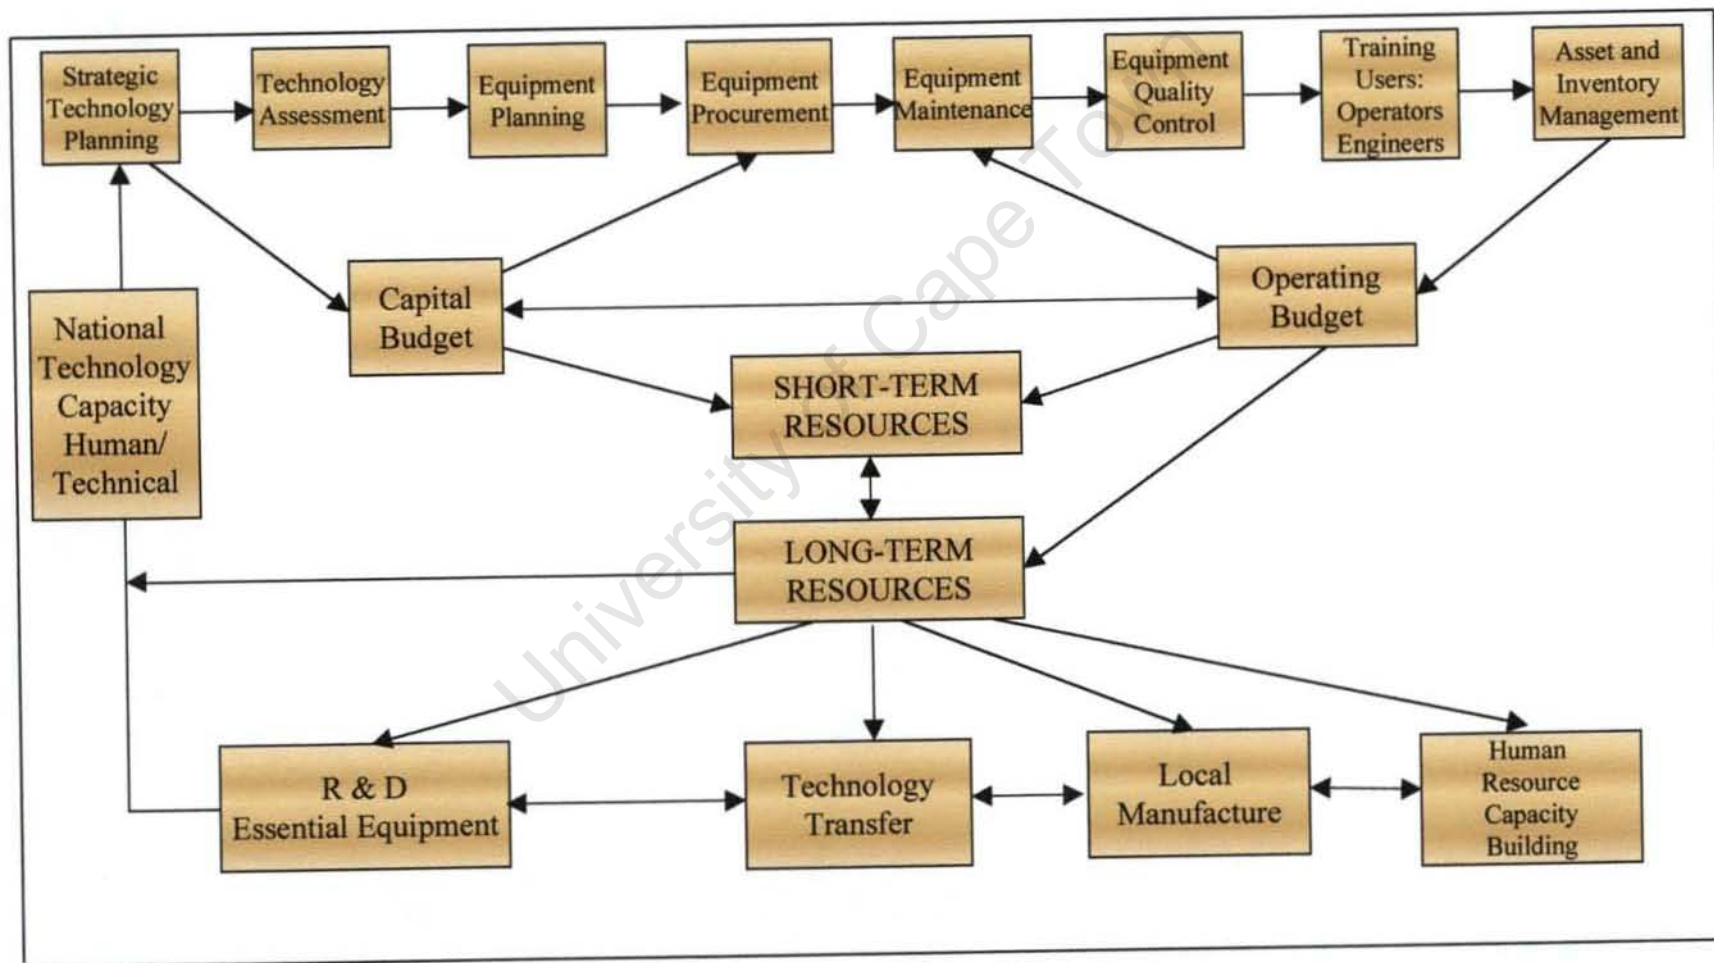 Strategic
Technology
Planning
Technology
Assessment
Equipment
Planning
Equipment
Procurement
Equipment
Maintenance
Equipment
Quality
Control
Training
Users:
Operators
Engineers
Asset and
Inventory
Management
National
Technology
Capacity
Human/
Technical
Capital
Budget
Operating
Budget
SHORT-TERM
RESOURCES
LONG-TERM
RESOURCES
R & D
Essential Equipment
Technology
Transfer
Local
Manufacture
Human
Resource
Capacity
Building
University of Cape Town